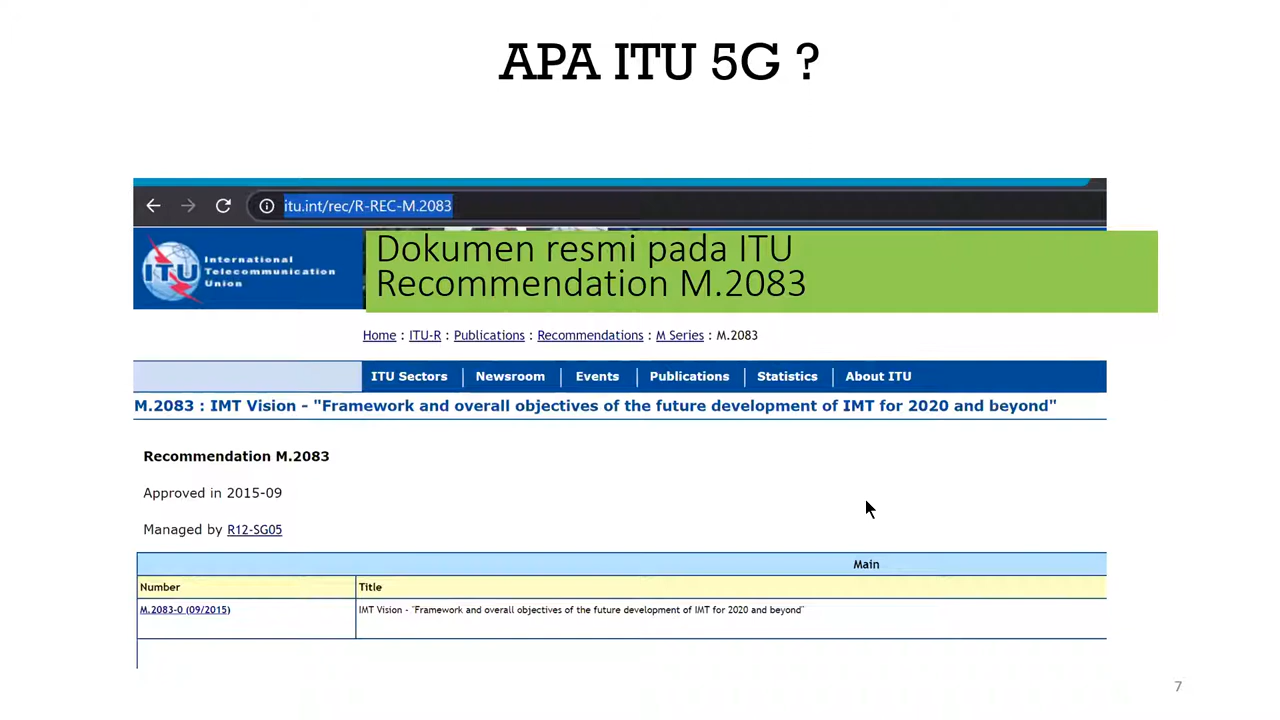 APA ITU 5G ?
itu.int/rec/R-REC-M.2083
ITU
International
Telecommunication
Union
Dokumen resmi pada ITU
Recommendation M.2083
Home : ITU-R : Publications : Recommendations : M Series : M.2083
ITU Sectors | Newsroom | Events | Publications | Statistics | About ITU
M.2083 : IMT Vision - "Framework and overall objectives of the future development of IMT for 2020 and beyond"
Recommendation M.2083
Approved in 2015-09
Managed by R12-SG05
Main
Number Title
M.2083-0 (09/2015) IMT Vision - "Framework and overall objectives of the future development of IMT for 2020 and beyond"
7